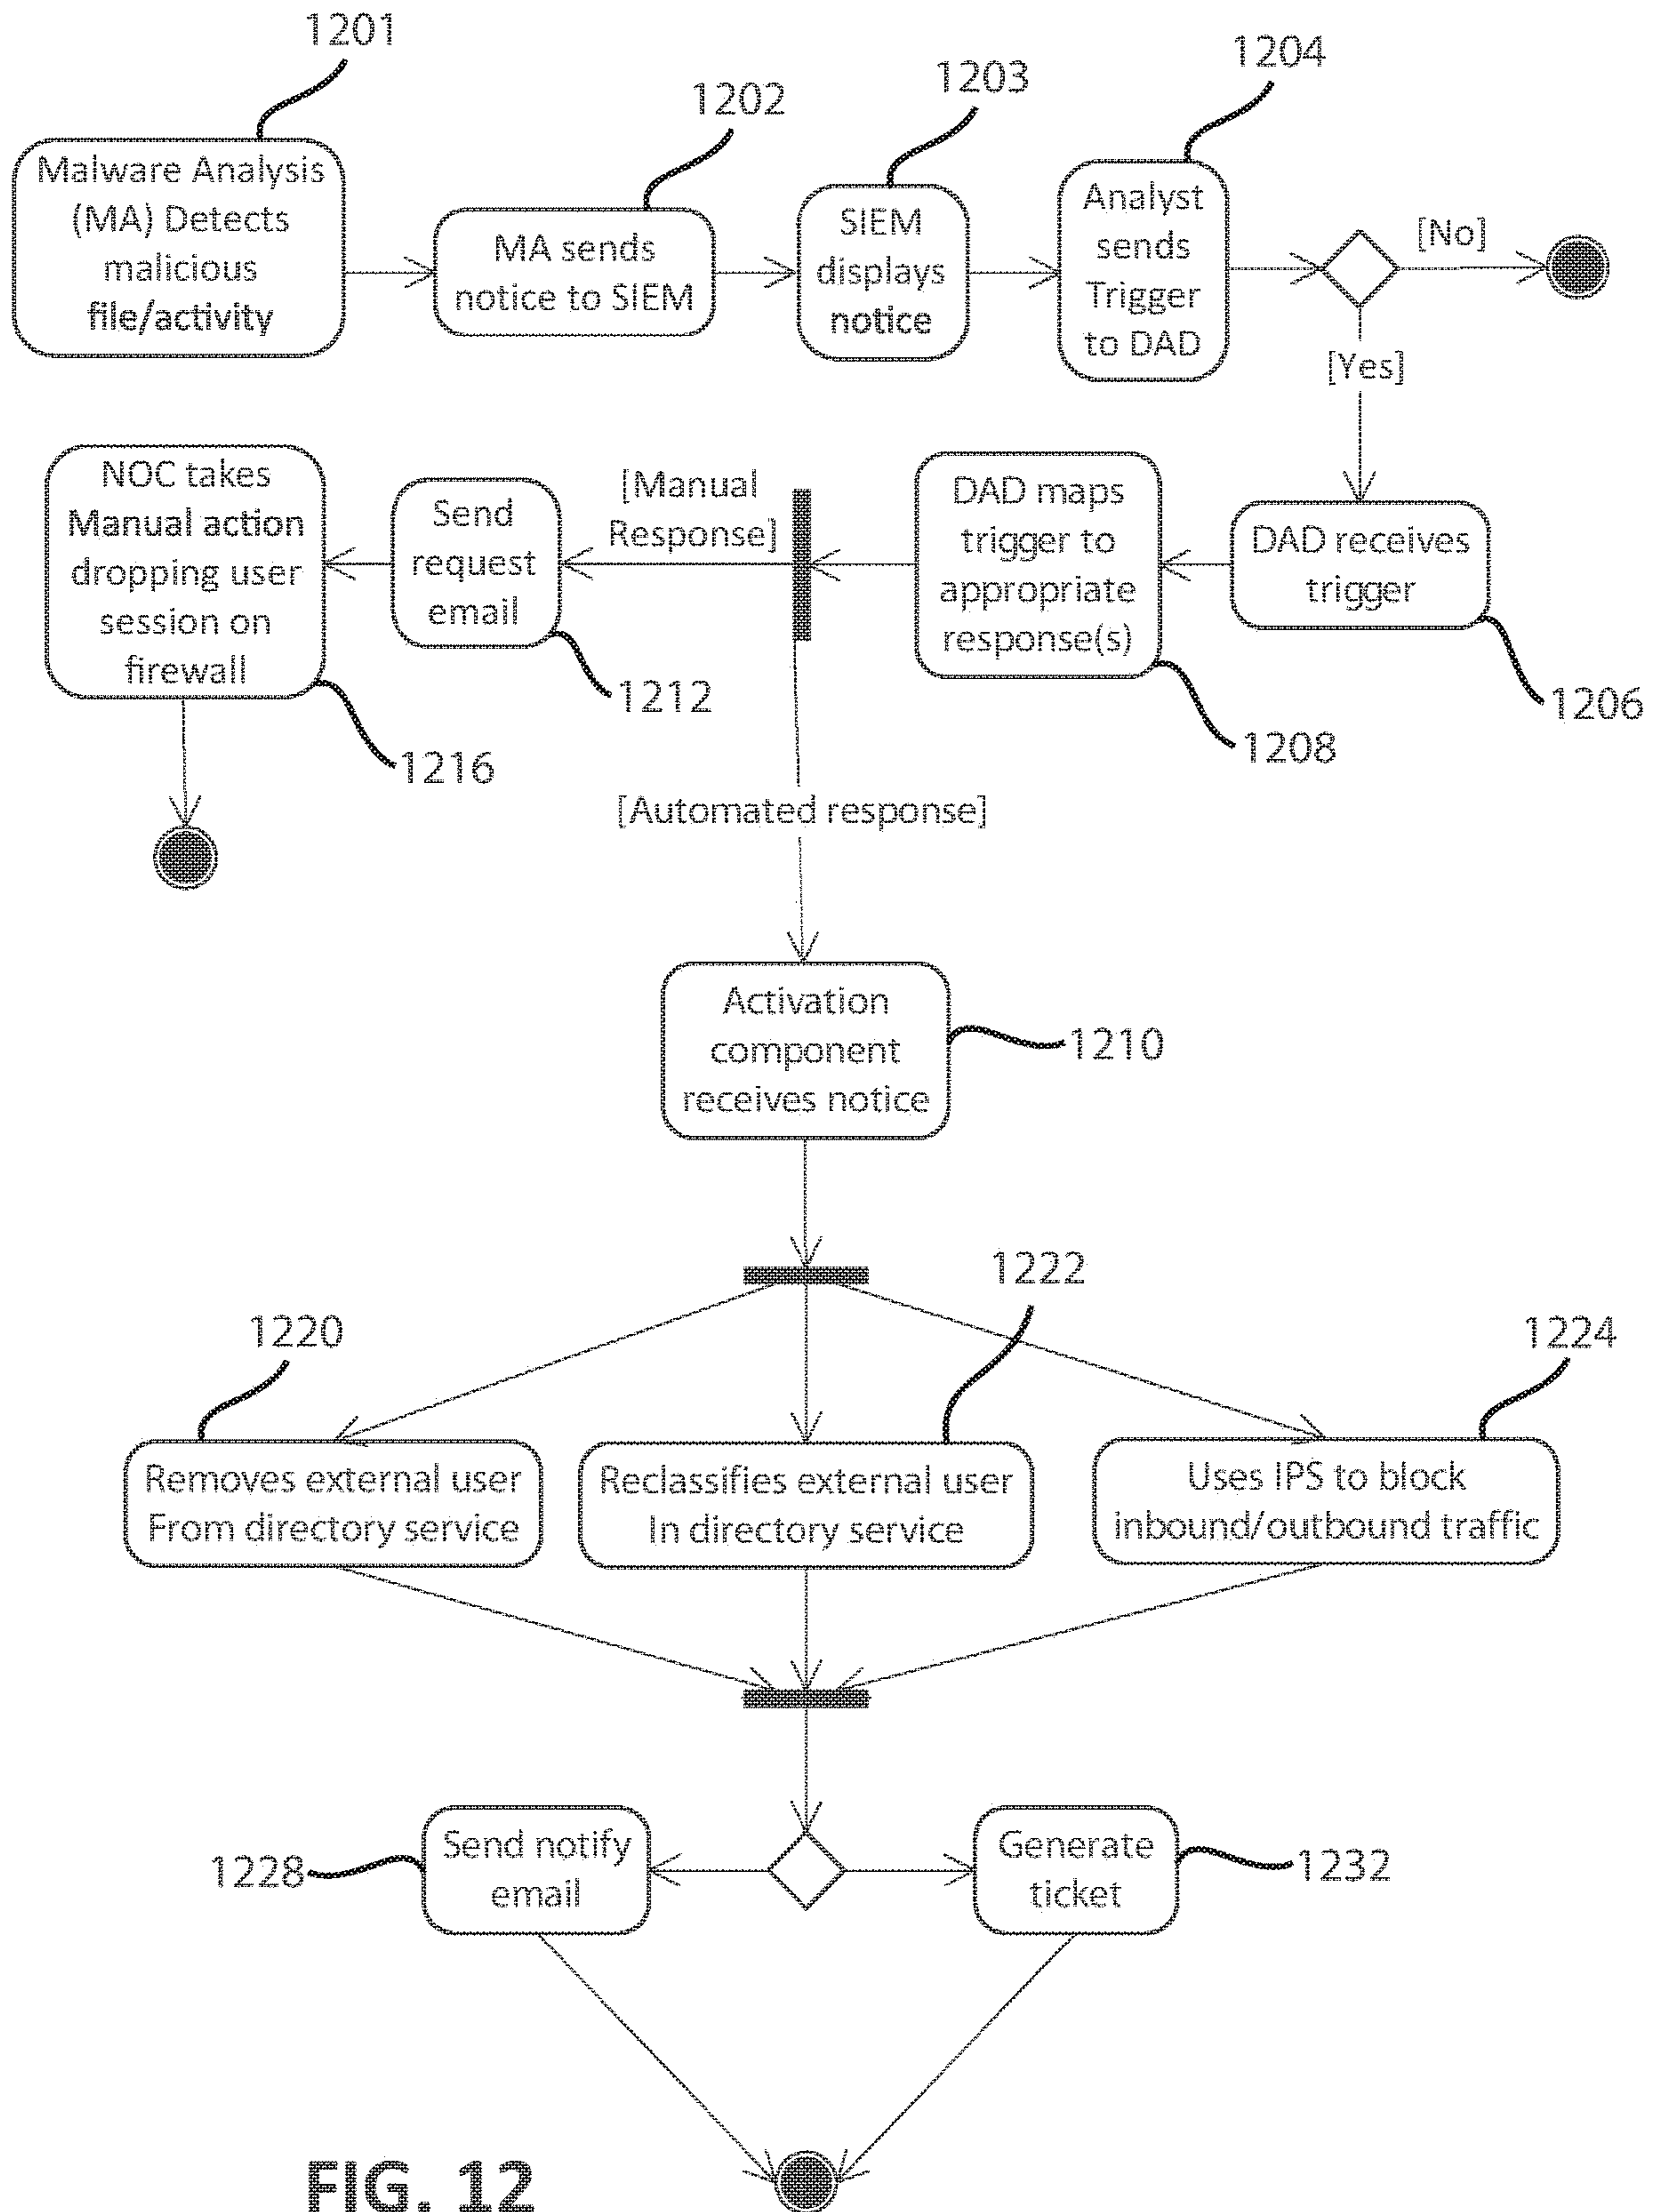 1201
1202
1203
1204
Malware Analysis
(MA) Detects
malicious
file/activity
MA sends
notice to SIEM
SIEM
displays
notice
Analyst
sends
Trigger
to DAD
[No]
[Yes]
NOC takes
Manual action
dropping user
session on
firewall
Send
request
email
[Manual
Response]
DAD maps
trigger to
appropriate
response(s)
DAD receives
trigger
1212
1206
1208
1216
[Automated response]
Activation
component
receives notice
1210
1222
1220
1224
Removes external user
From directory service
Reclassifies external user
In directory service
Uses IPS to block
inbound/outbound traffic
Send notify
email
Generate
ticket
1228
1232
FIG. 12